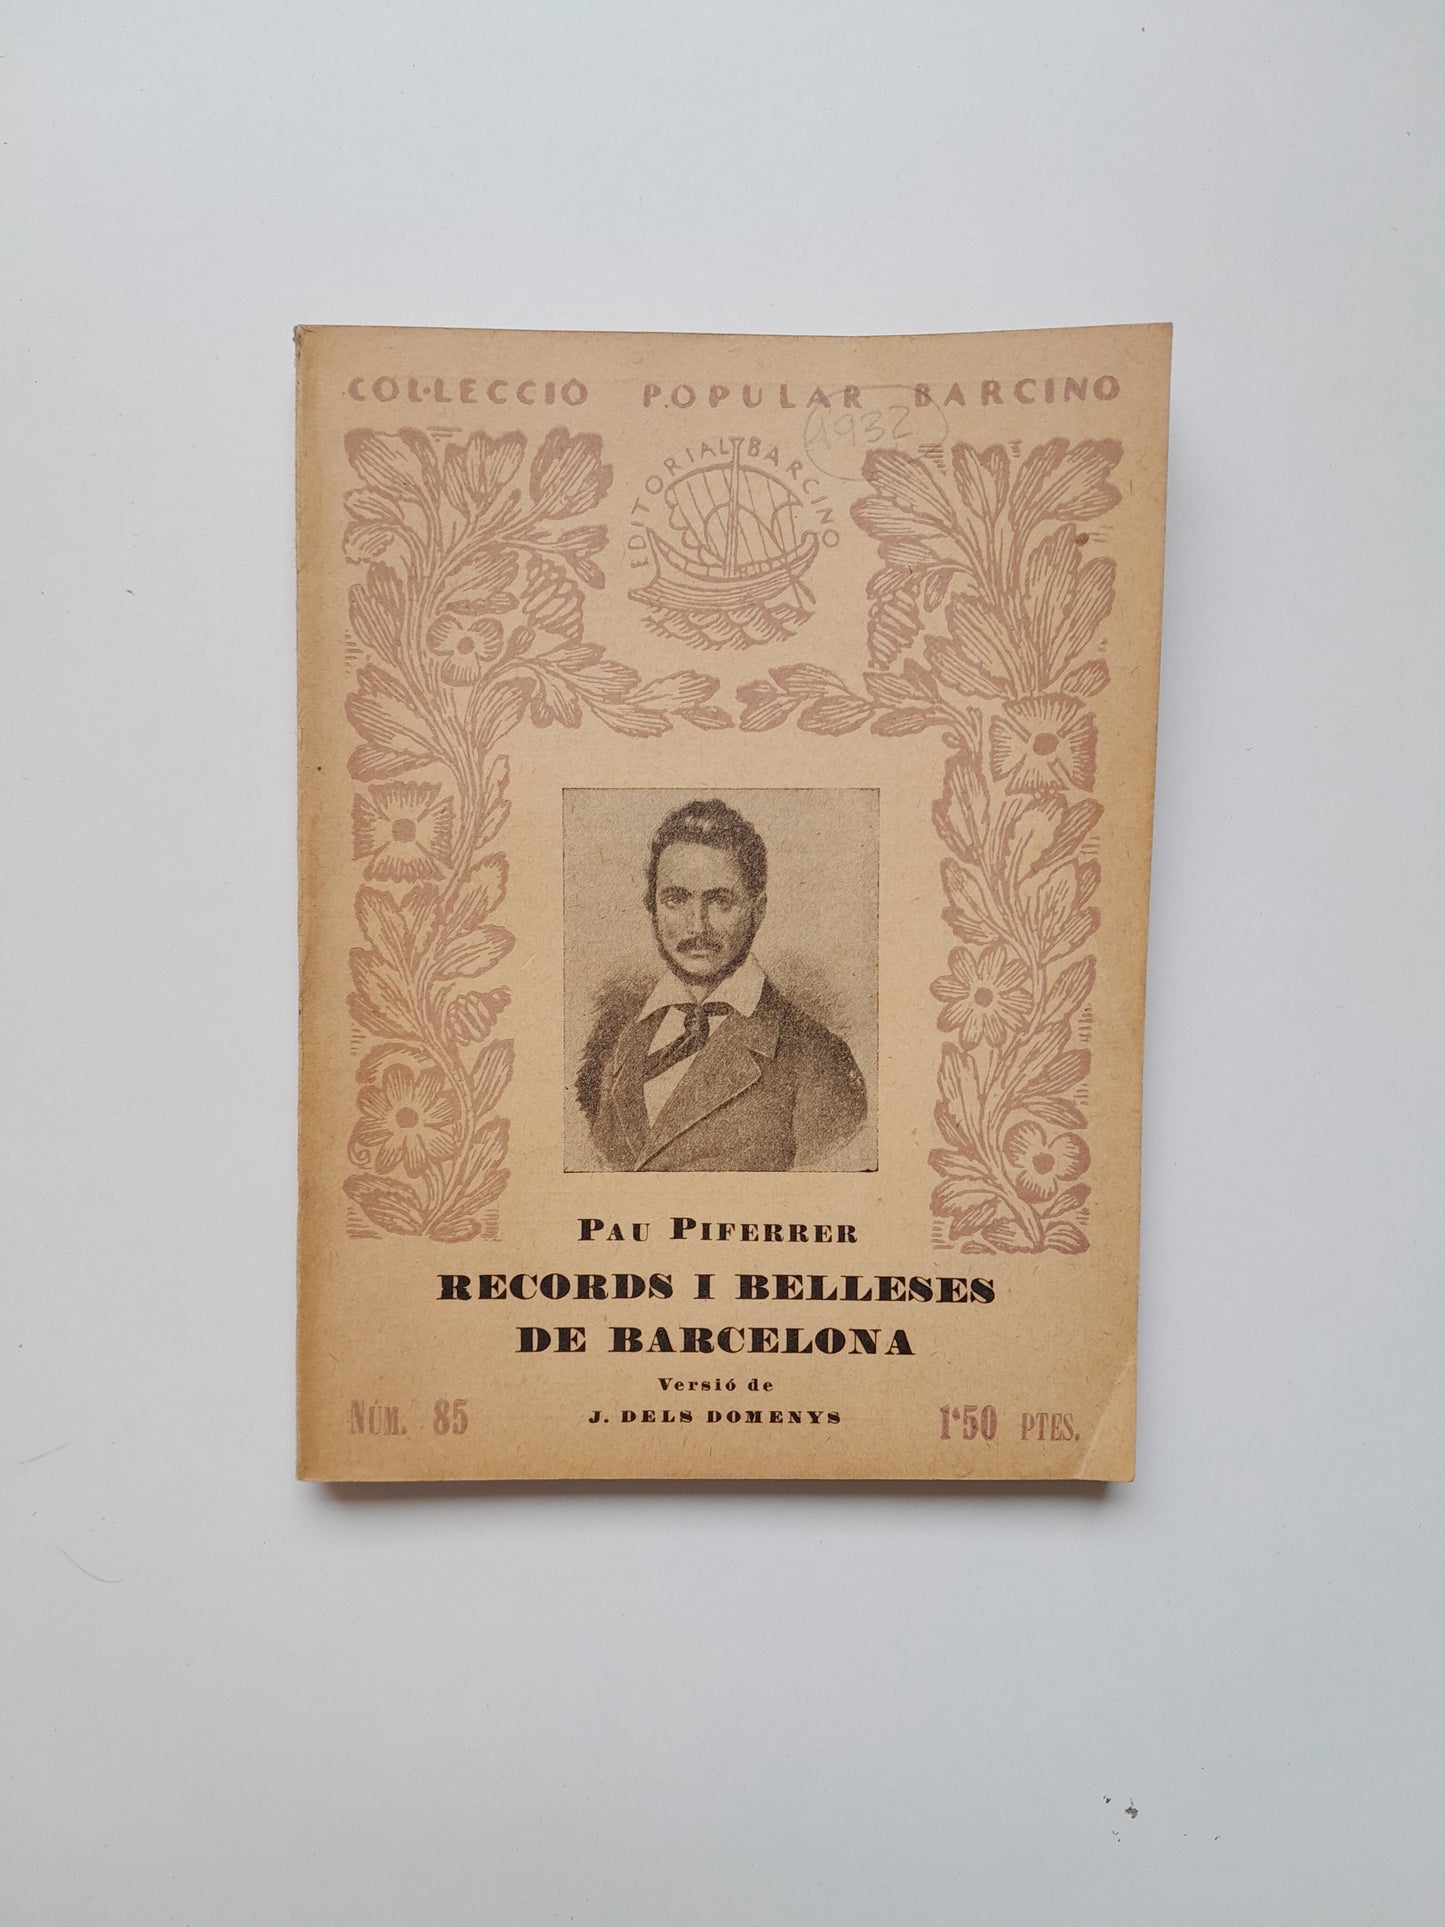 COL·LECCIÓ POPULAR BARCINO
1932
EDITORIAL BARCINO
PAU PIFERRER
RECORDS I BELLESES
DE BARCELONA
Versió de
J. DELS DOMENYS
NÚM. 85
1'50 PTES.